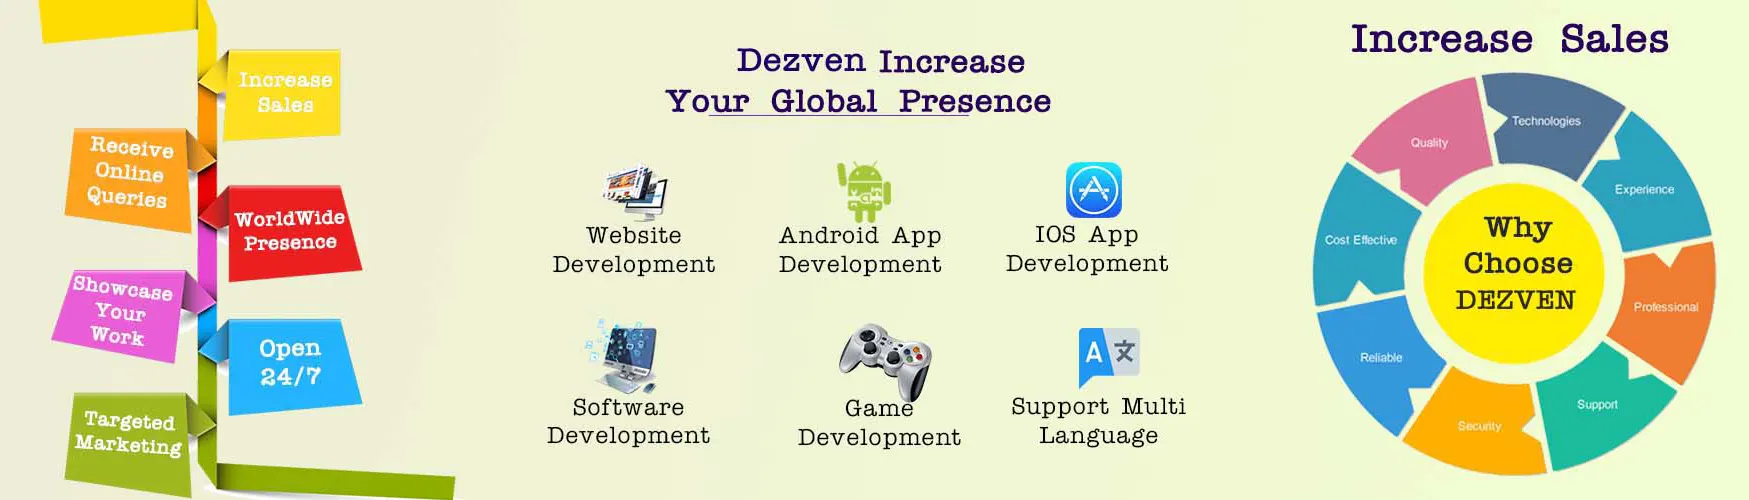 Increase
Sales
Receive
Online
Queries
WorldWide
Presence
Showcase
Your
Work
Open
24/7
Targeted
Marketing
Dezven Increase
Your Global Presence
Website
Development
Android App
Development
IOS App
Development
Software
Development
Game
Development
A
文
Support Multi
Language
Increase Sales
Technologies
Experience
Professional
Support
Security
Reliable
Cost Effective
Quality
Why
Choose
DEZVEN